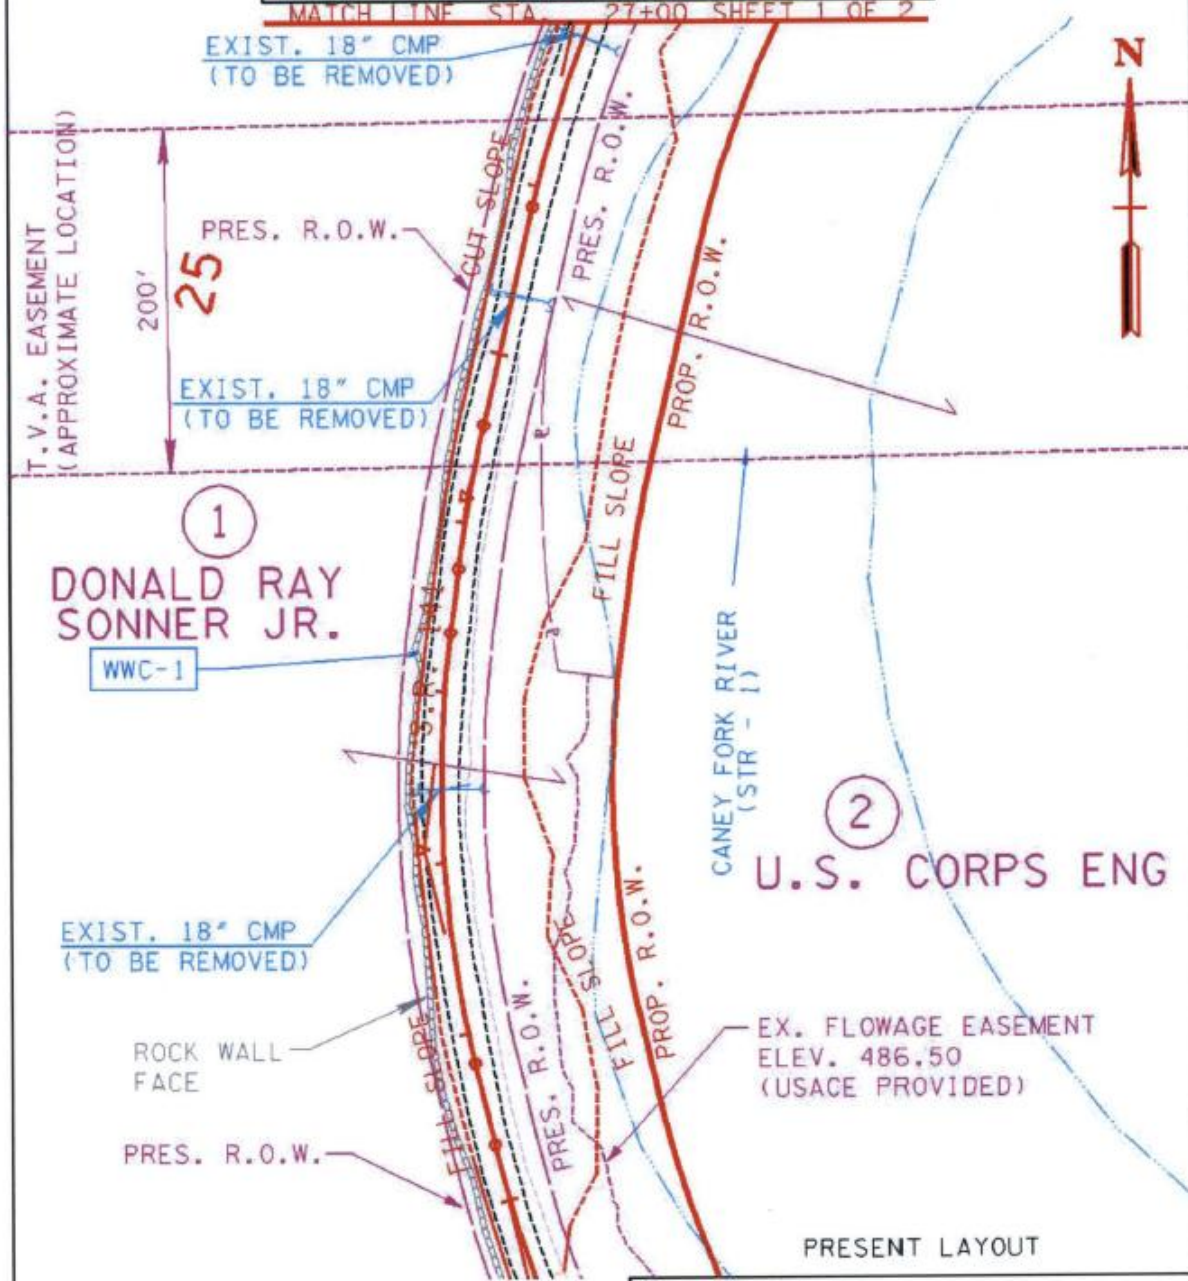 MATCH LINE STA. 27+00 SHEET 1 OF 2
EXIST. 18" CMP
(TO BE REMOVED)
N
T.V.A. EASEMENT
(APPROXIMATE LOCATION)
200'
25
PRES. R.O.W.
CUT SLOPE
PRES. R.O.W.
PROP. R.O.W.
EXIST. 18" CMP
(TO BE REMOVED)
FILL SLOPE
1
DONALD RAY
SONNER JR.
WWC-1
S.R.
CANEY FORK RIVER
(STR - 1)
2
U.S. CORPS ENG
EXIST. 18" CMP
(TO BE REMOVED)
ROCK WALL
FACE
FILL SLOPE
PRES. R.O.W.
FILL SLOPE
PROP. R.O.W.
EX. FLOWAGE EASEMENT
ELEV. 486.50
(USACE PROVIDED)
PRES. R.O.W.
PRESENT LAYOUT